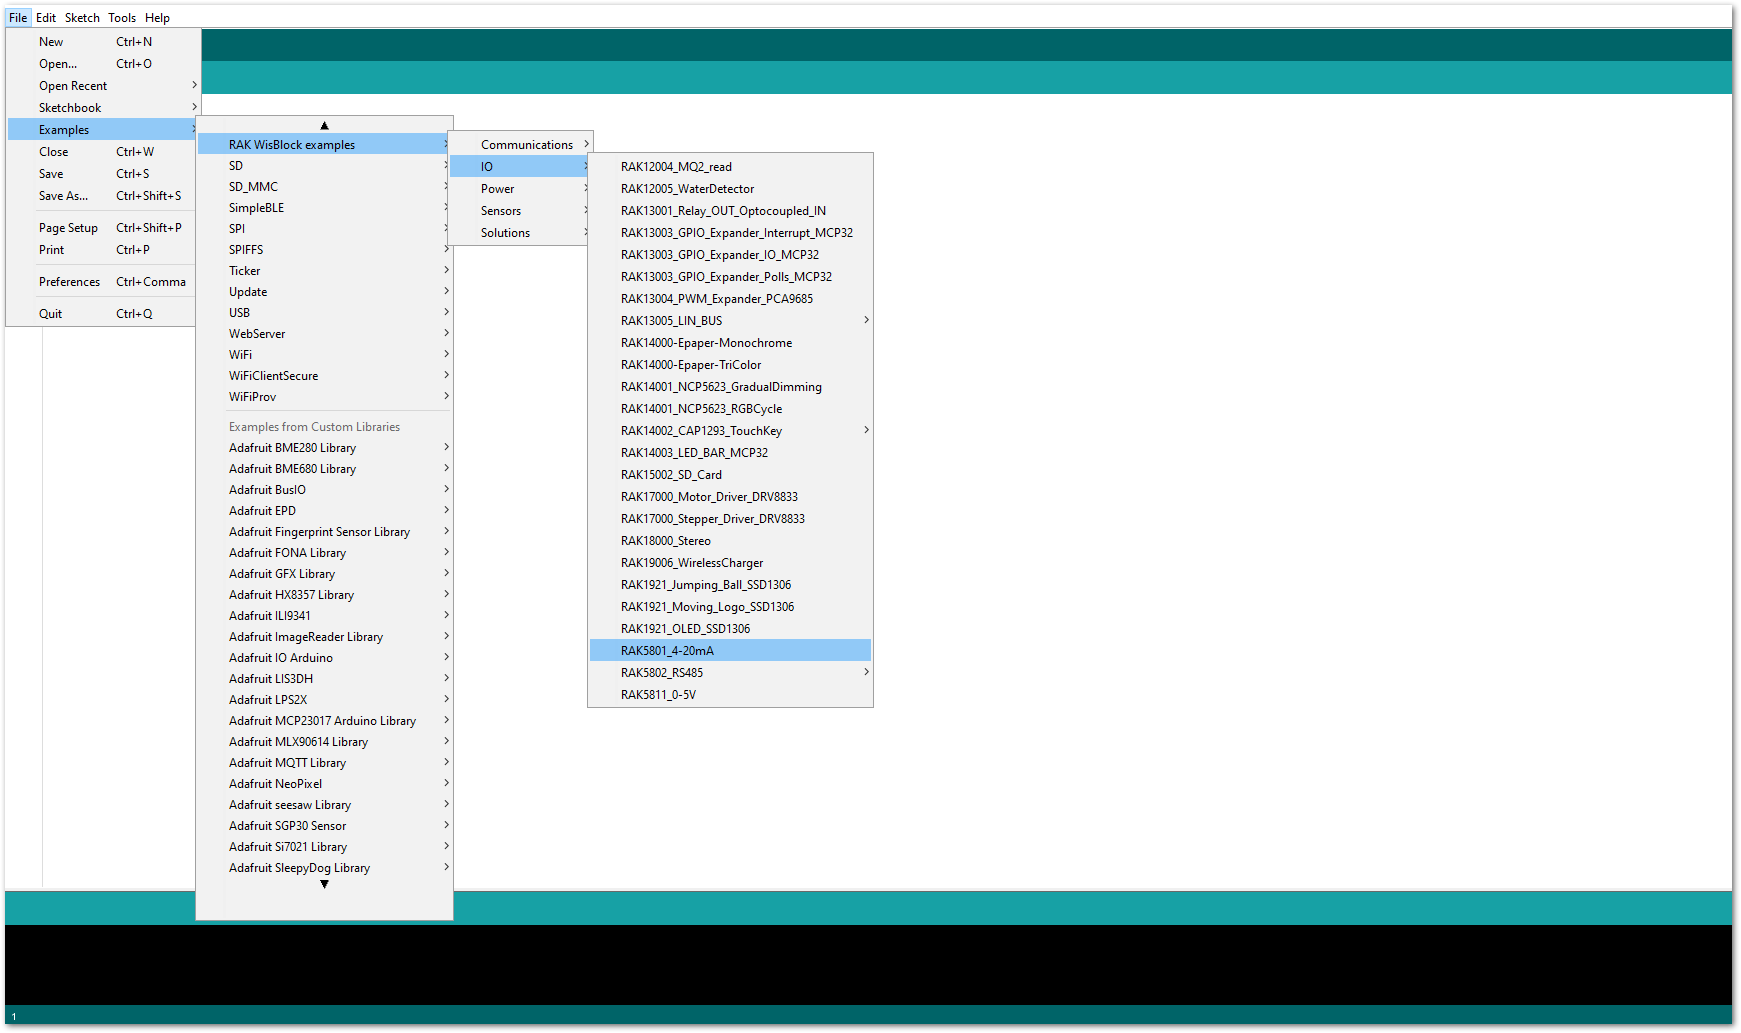 File Edit Sketch Tools Help
New Ctrl+N
Open... Ctrl+O
Open Recent
Sketchbook
Examples
Close Ctrl+W
Save Ctrl+S
Save As... Ctrl+Shift+S
Page Setup Ctrl+Shift+P
Print Ctrl+P
Preferences Ctrl+Comma
Quit Ctrl+Q
RAK WisBlock examples
SD
SD_MMC
SimpleBLE
SPI
SPIFFS
Ticker
Update
USB
WebServer
WiFi
WiFiClientSecure
WiFiProv
Examples from Custom Libraries
Adafruit BME280 Library
Adafruit BME680 Library
Adafruit BusIO
Adafruit EPD
Adafruit Fingerprint Sensor Library
Adafruit FONA Library
Adafruit GFX Library
Adafruit HX8357 Library
Adafruit ILI9341
Adafruit ImageReader Library
Adafruit IO Arduino
Adafruit LIS3DH
Adafruit LPS2X
Adafruit MCP23017 Arduino Library
Adafruit MLX90614 Library
Adafruit MQTT Library
Adafruit NeoPixel
Adafruit seesaw Library
Adafruit SGP30 Sensor
Adafruit Si7021 Library
Adafruit SleepyDog Library
Communications
IO
Power
Sensors
Solutions
RAK12004_MQ2_read
RAK12005_WaterDetector
RAK13001_Relay_OUT_Optocoupled_IN
RAK13003_GPIO_Expander_Interrupt_MCP32
RAK13003_GPIO_Expander_IO_MCP32
RAK13003_GPIO_Expander_Polls_MCP32
RAK13004_PWM_Expander_PCA9685
RAK13005_LIN_BUS
RAK14000-Epaper-Monochrome
RAK14000-Epaper-TriColor
RAK14001_NCP5623_GradualDimming
RAK14001_NCP5623_RGBCycle
RAK14002_CAP1293_TouchKey
RAK14003_LED_BAR_MCP32
RAK15002_SD_Card
RAK17000_Motor_Driver_DRV8833
RAK17000_Stepper_Driver_DRV8833
RAK18000_Stereo
RAK19006_WirelessCharger
RAK1921_Jumping_Ball_SSD1306
RAK1921_Moving_Logo_SSD1306
RAK1921_OLED_SSD1306
RAK5801_4-20mA
RAK5802_RS485
RAK5811_0-5V
1